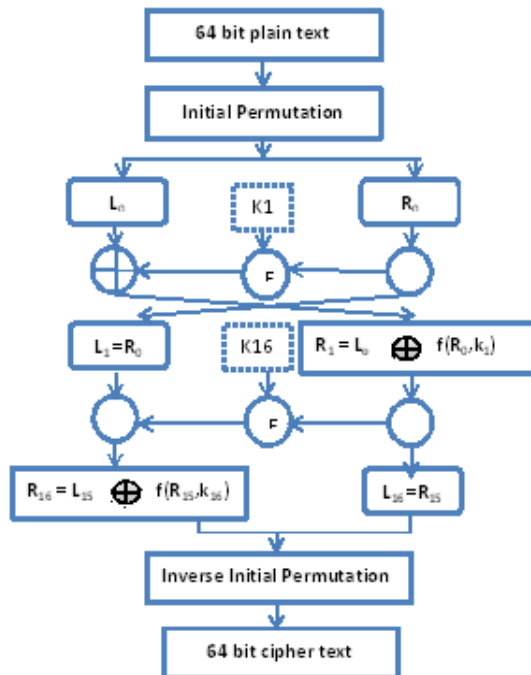 64 bit plain text
Initial Permutation
L₀ K1 R₀
F
L₁=R₀ K16 R₁ = L₀ ⊕ f(R₀,k₁)
F
R₁₆ = L₁₅ ⊕ f(R₁₅,k₁₆) L₁₆=R₁₅
Inverse Initial Permutation
64 bit cipher text